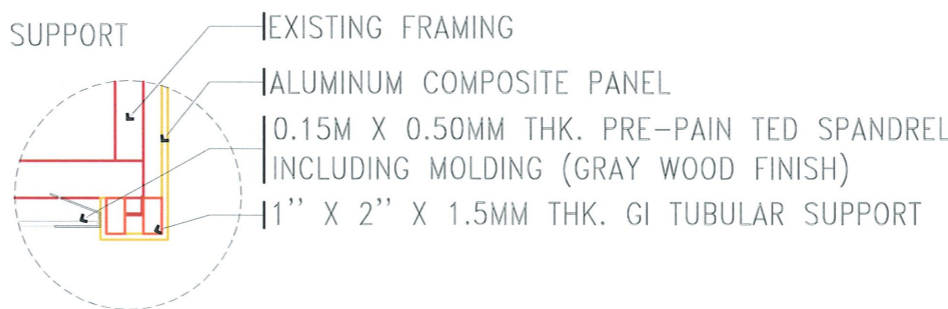 SUPPORT
EXISTING FRAMING
ALUMINUM COMPOSITE PANEL
0.15M X 0.50MM THK. PRE-PAIN TED SPANDREL
INCLUDING MOLDING (GRAY WOOD FINISH)
1'' X 2'' X 1.5MM THK. GI TUBULAR SUPPORT